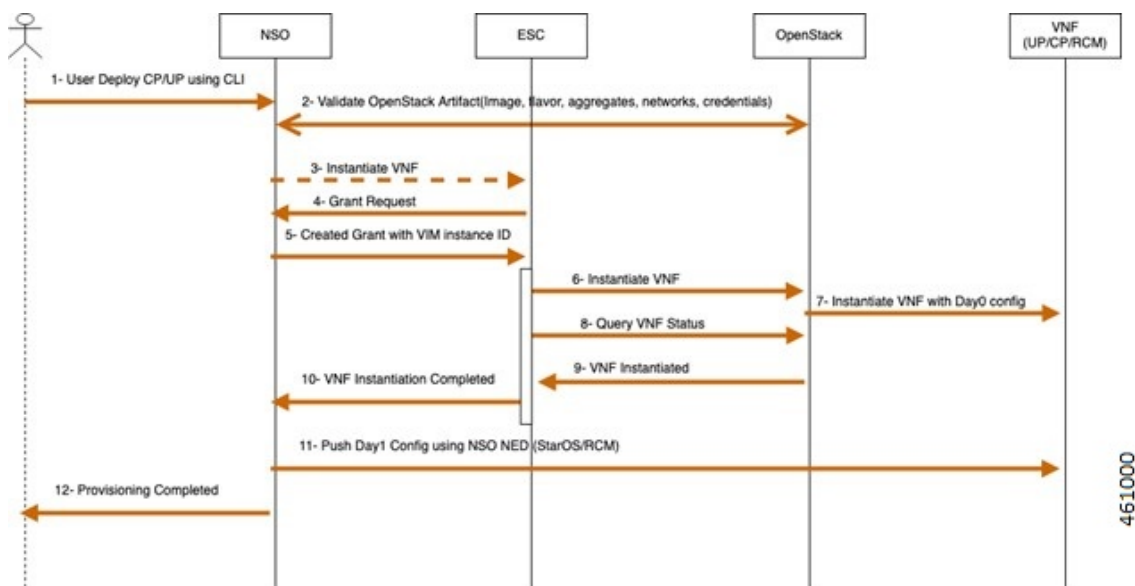 NSO
ESC
OpenStack
VNF
(UP/CP/RCM)
1- User Deploy CP/UP using CLI
2- Validate OpenStack Artifact(Image, flavor, aggregates, networks, credentials)
3- Instantiate VNF
4- Grant Request
5- Created Grant with VIM instance ID
6- Instantiate VNF
7- Instantiate VNF with Day0 config
8- Query VNF Status
9- VNF Instantiated
10- VNF Instantiation Completed
11- Push Day1 Config using NSO NED (StarOS/RCM)
12- Provisioning Completed
461000